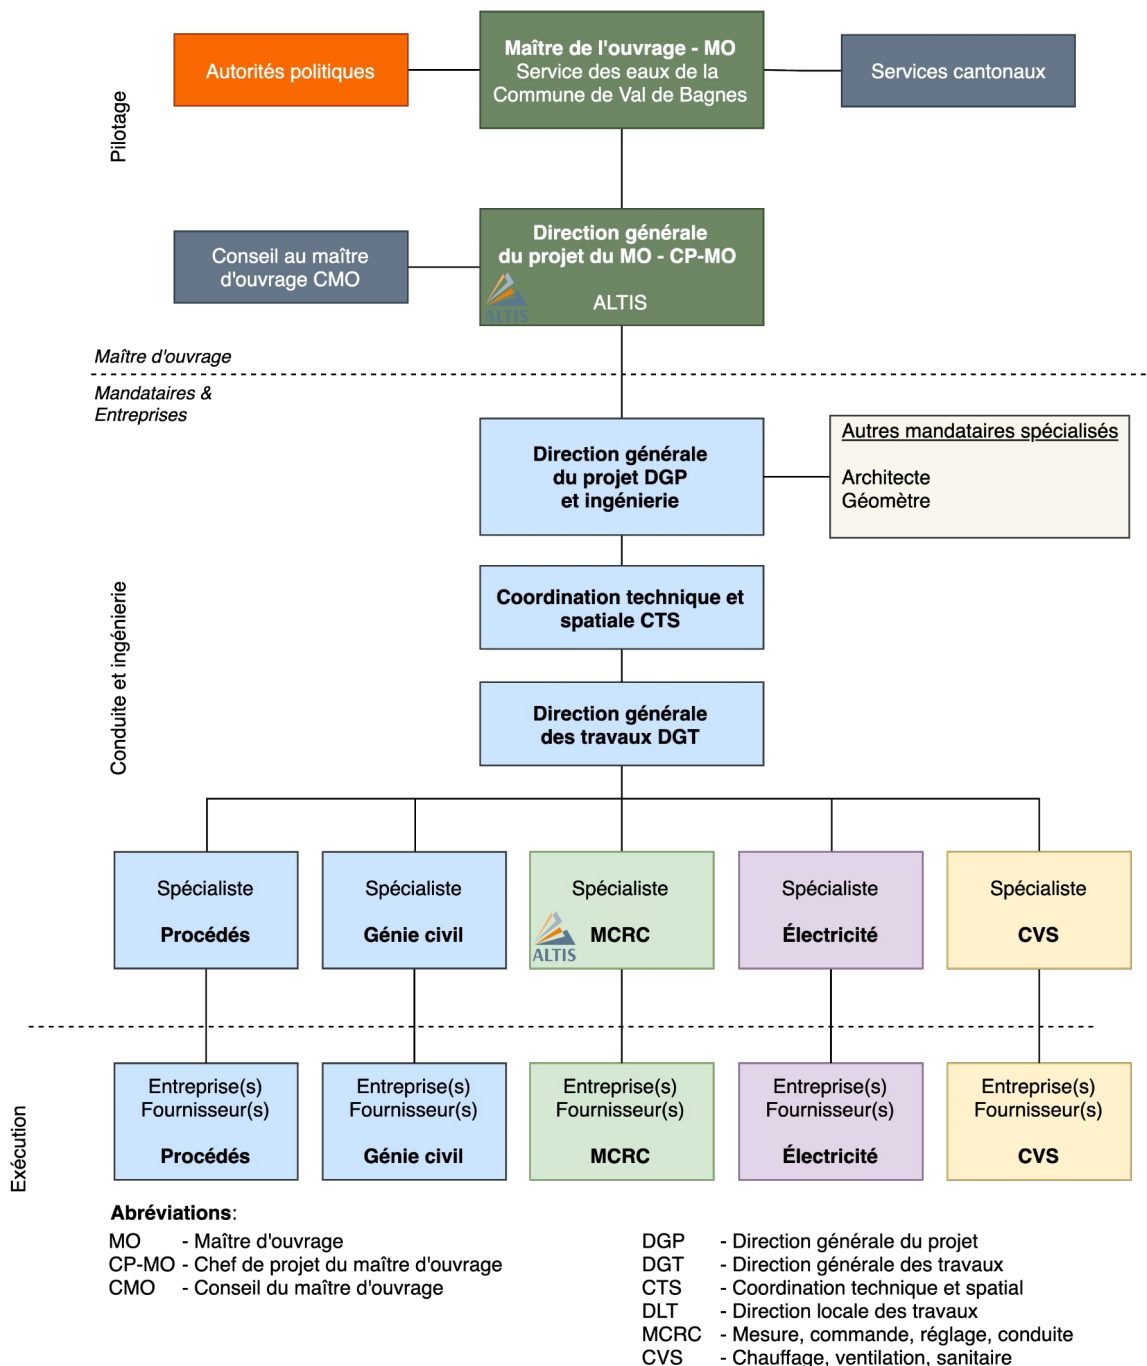 Pilotage
Autorités politiques
Maître de l'ouvrage - MO
Service des eaux de la
Commune de Val de Bagnes
Services cantonaux
Conseil au maître
d'ouvrage CMO
Direction générale
du projet du MO - CP-MO
ALTIS
ALTIS
Maître d'ouvrage
Mandataires &
Entreprises
Conduite et ingénierie
Direction générale
du projet DGP
et ingénierie
Autres mandataires spécialisés
Architecte
Géomètre
Coordination technique et
spatiale CTS
Direction générale
des travaux DGT
Spécialiste
Procédés
Spécialiste
Génie civil
Spécialiste
MCRC
ALTIS
Spécialiste
Électricité
Spécialiste
CVS
Exécution
Entreprise(s)
Fournisseur(s)
Procédés
Entreprise(s)
Fournisseur(s)
Génie civil
Entreprise(s)
Fournisseur(s)
MCRC
Entreprise(s)
Fournisseur(s)
Électricité
Entreprise(s)
Fournisseur(s)
CVS
Abréviations:
MO - Maître d'ouvrage
CP-MO - Chef de projet du maître d'ouvrage
CMO - Conseil du maître d'ouvrage
DGP - Direction générale du projet
DGT - Direction générale des travaux
CTS - Coordination technique et spatial
DLT - Direction locale des travaux
MCRC - Mesure, commande, réglage, conduite
CVS - Chauffage, ventilation, sanitaire